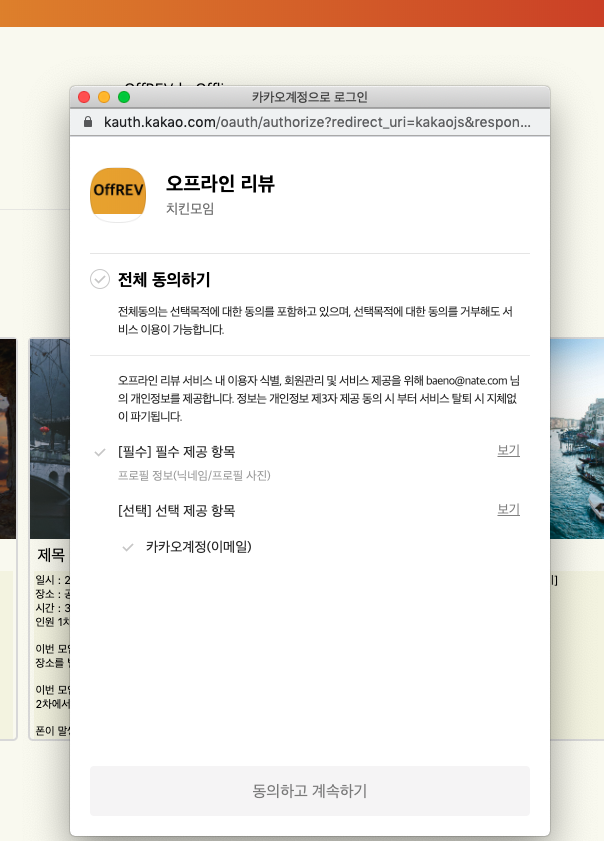 카카오계정으로 로그인
kauth.kakao.com/oauth/authorize?redirect_uri=kakaojs&respon...
OffREV
오프라인 리뷰
치킨모임
전체 동의하기
전체동의는 선택목적에 대한 동의를 포함하고 있으며, 선택목적에 대한 동의를 거부해도 서
비스 이용이 가능합니다.
오프라인 리뷰 서비스 내 이용자 식별, 회원관리 및 서비스 제공을 위해 baeno@nate.com 님
의 개인정보를 제공합니다. 정보는 개인정보 제3자 제공 동의 시 부터 서비스 탈퇴 시 지체없
이 파기됩니다.
[필수] 필수 제공 항목 보기
프로필 정보(닉네임/프로필 사진)
[선택] 선택 제공 항목 보기
카카오계정(이메일)
동의하고 계속하기
제목
일시 : 2
장소 :
시간 : 3
인원 1차
이번
장소를
이번
2차에서
폰이